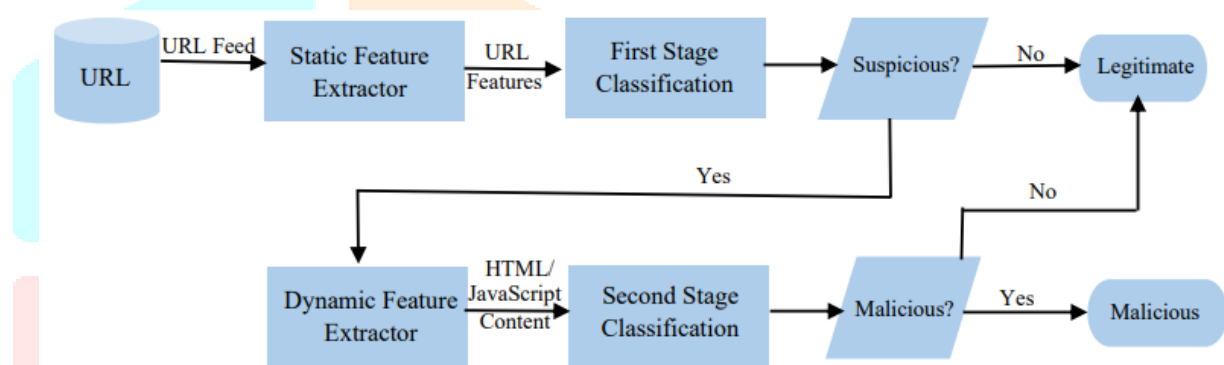 URL
URL Feed
Static Feature
Extractor
URL
Features
First Stage
Classification
Suspicious?
No
Legitimate
Yes
No
Dynamic Feature
Extractor
HTML/
JavaScript
Content
Second Stage
Classification
Malicious?
Yes
Malicious